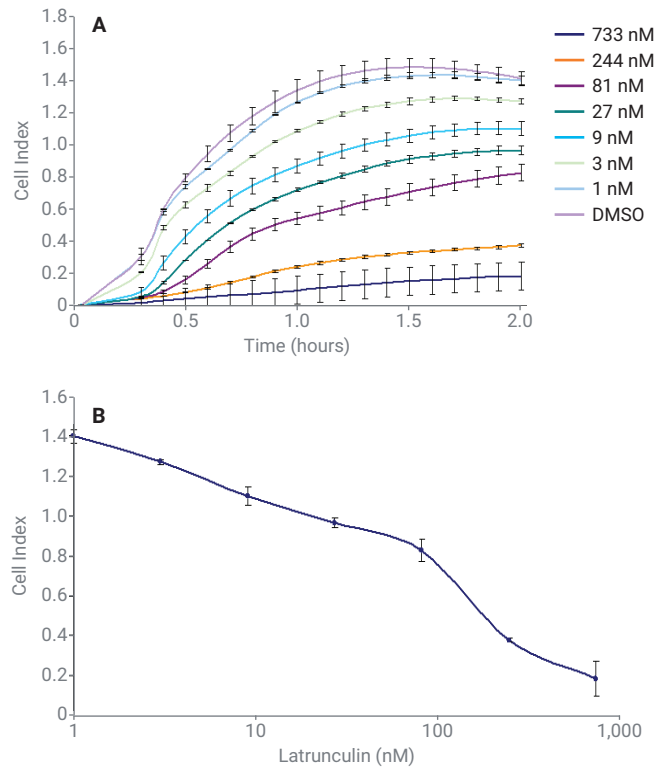 A
1.8
1.6
1.4
1.2
1.0
0.8
0.6
0.4
0.2
0
Cell Index
0
0.5
1.0
1.5
2.0
Time (hours)
733 nM
244 nM
81 nM
27 nM
9 nM
3 nM
1 nM
DMSO
B
1.6
1.4
1.2
1.0
0.8
0.6
0.4
0.2
0
Cell Index
1
10
100
1,000
Latrunculin (nM)